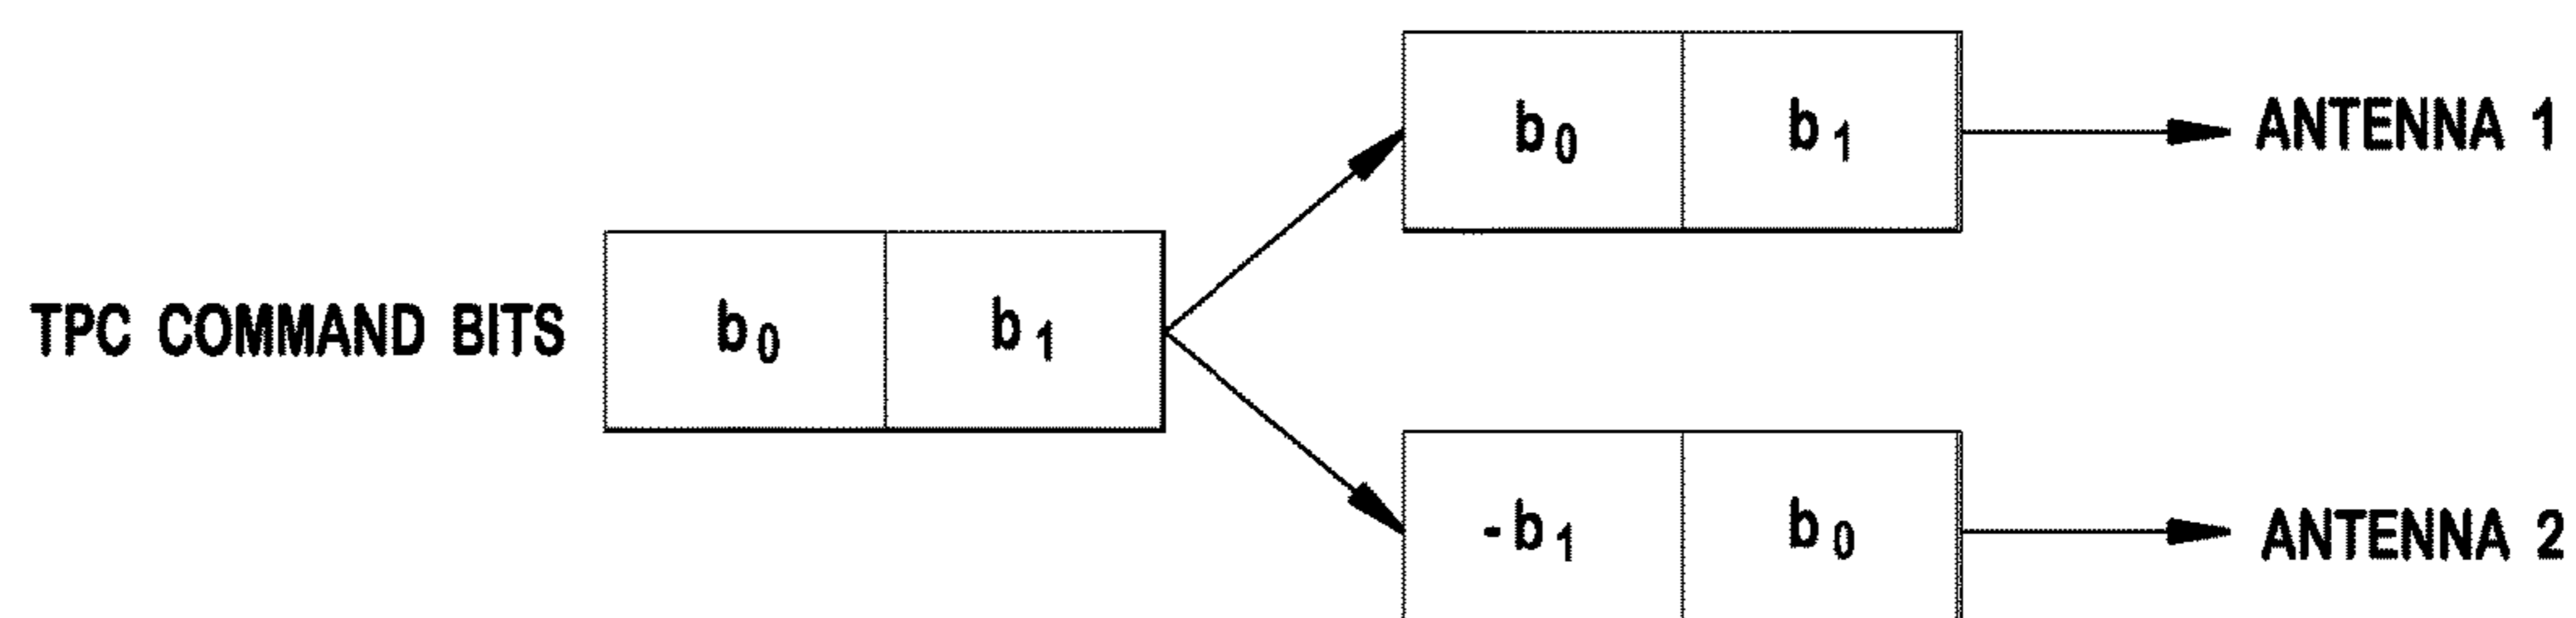 b0 b1 ANTENNA 1
TPC COMMAND BITS b0 b1
-b1 b0 ANTENNA 2